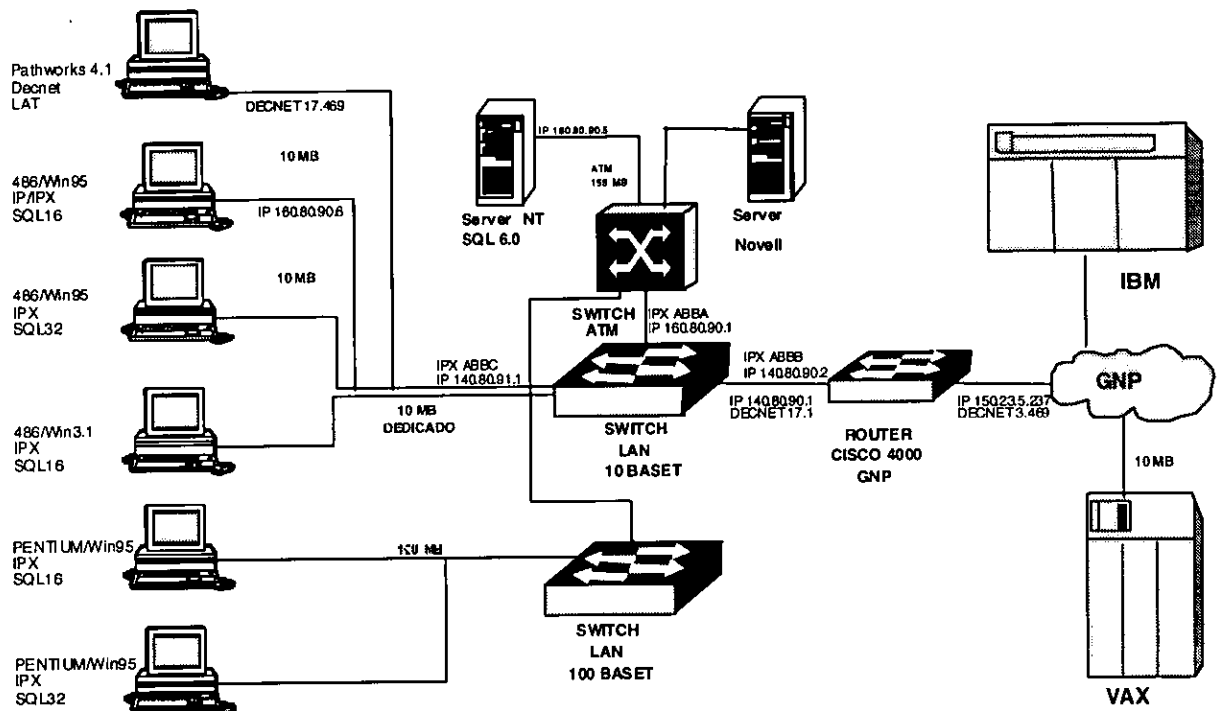 Pathworks 4.1
Decnet
LAT
DECNET 17.469
10 MB
486/Win95
IP/IPX
SQL16
IP 160.80.90.6
10 MB
486/Win95
IPX
SQL32
486/Win3.1
IPX
SQL16
PENTIUM/Win95
IPX
SQL16
PENTIUM/Win95
IPX
SQL32
IP 160.80.90.5
ATM
Server NT
SQL 6.0
Server
Novell
SWITCH
ATM
IPX ABBA
IP 160.80.90.1
IPX ABBC
IP 140.80.91.1
10 MB
DEDICADO
SWITCH
LAN
10 BASET
IPX ABBB
IP 140.80.90.2
IP 140.80.90.1
DECNET 17.1
ROUTER
CISCO 4000
GNP
IP 150.23.5.237
DECNET 3.469
GNP
IBM
10 MB
VAX
SWITCH
LAN
100 BASET